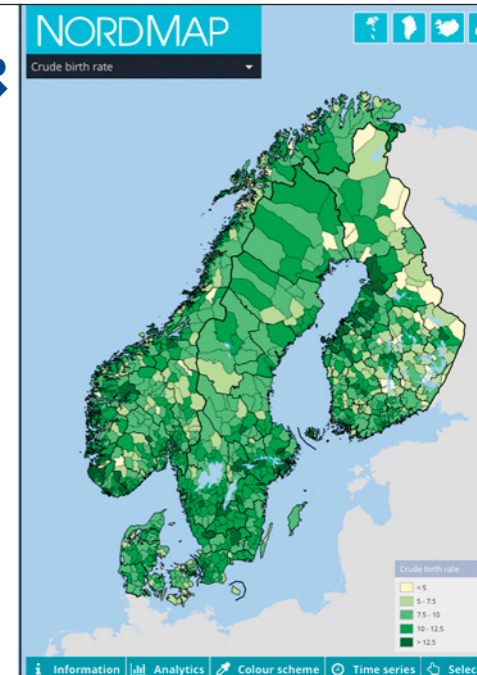 NORDMAP
Crude birth rate
Crude birth rate
< 5
5 - 7.5
7.5 - 10
10 - 12.5
> 12.5
i Information
Analytics
Colour scheme
Time series
Selec